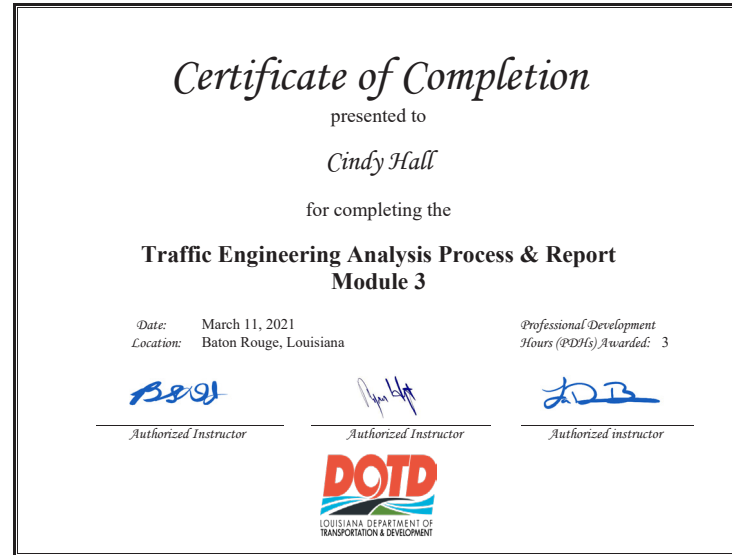 Certificate of Completion
presented to
Cindy Hall
for completing the
Traffic Engineering Analysis Process & Report
Module 3
Date: March 11, 2021
Location: Baton Rouge, Louisiana
Professional Development
Hours (PDHs) Awarded: 3
Authorized Instructor
Authorized Instructor
Authorized instructor
DOTD
LOUISIANA DEPARTMENT OF
TRANSPORTATION & DEVELOPMENT